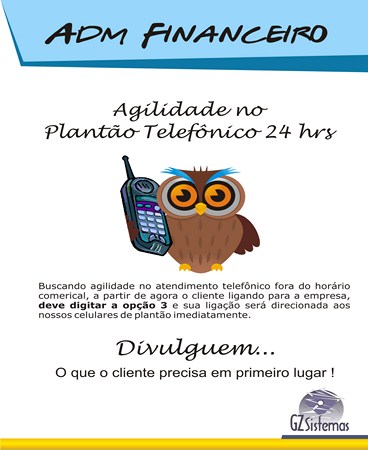 ADM FINANCEIRO
Agilidade no
Plantão Telefônico 24 hrs
Buscando agilidade no atendimento telefônico fora do horário
comerical, a partir de agora o cliente ligando para a empresa,
deve digitar a opção 3 e sua ligação será direcionada aos
nossos celulares de plantão imediatamente.
Divulguem...
O que o cliente precisa em primeiro lugar !
GZSistemas